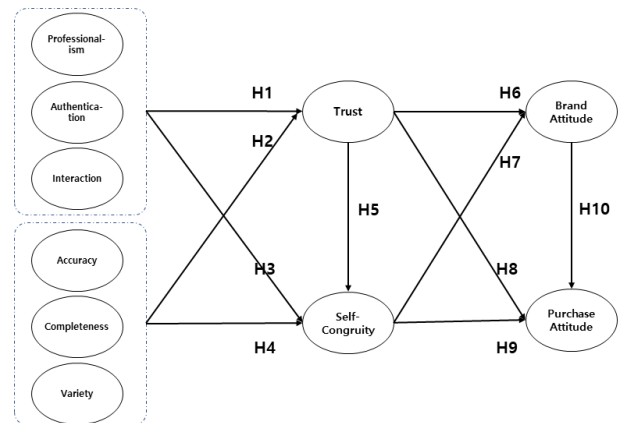 Professional-
ism
Authentica-
tion
Interaction
Accuracy
Completeness
Variety
H1
H2
H3
H4
Trust
H5
Self-
Congruity
H6
H7
H8
H9
Brand
Attitude
H10
Purchase
Attitude